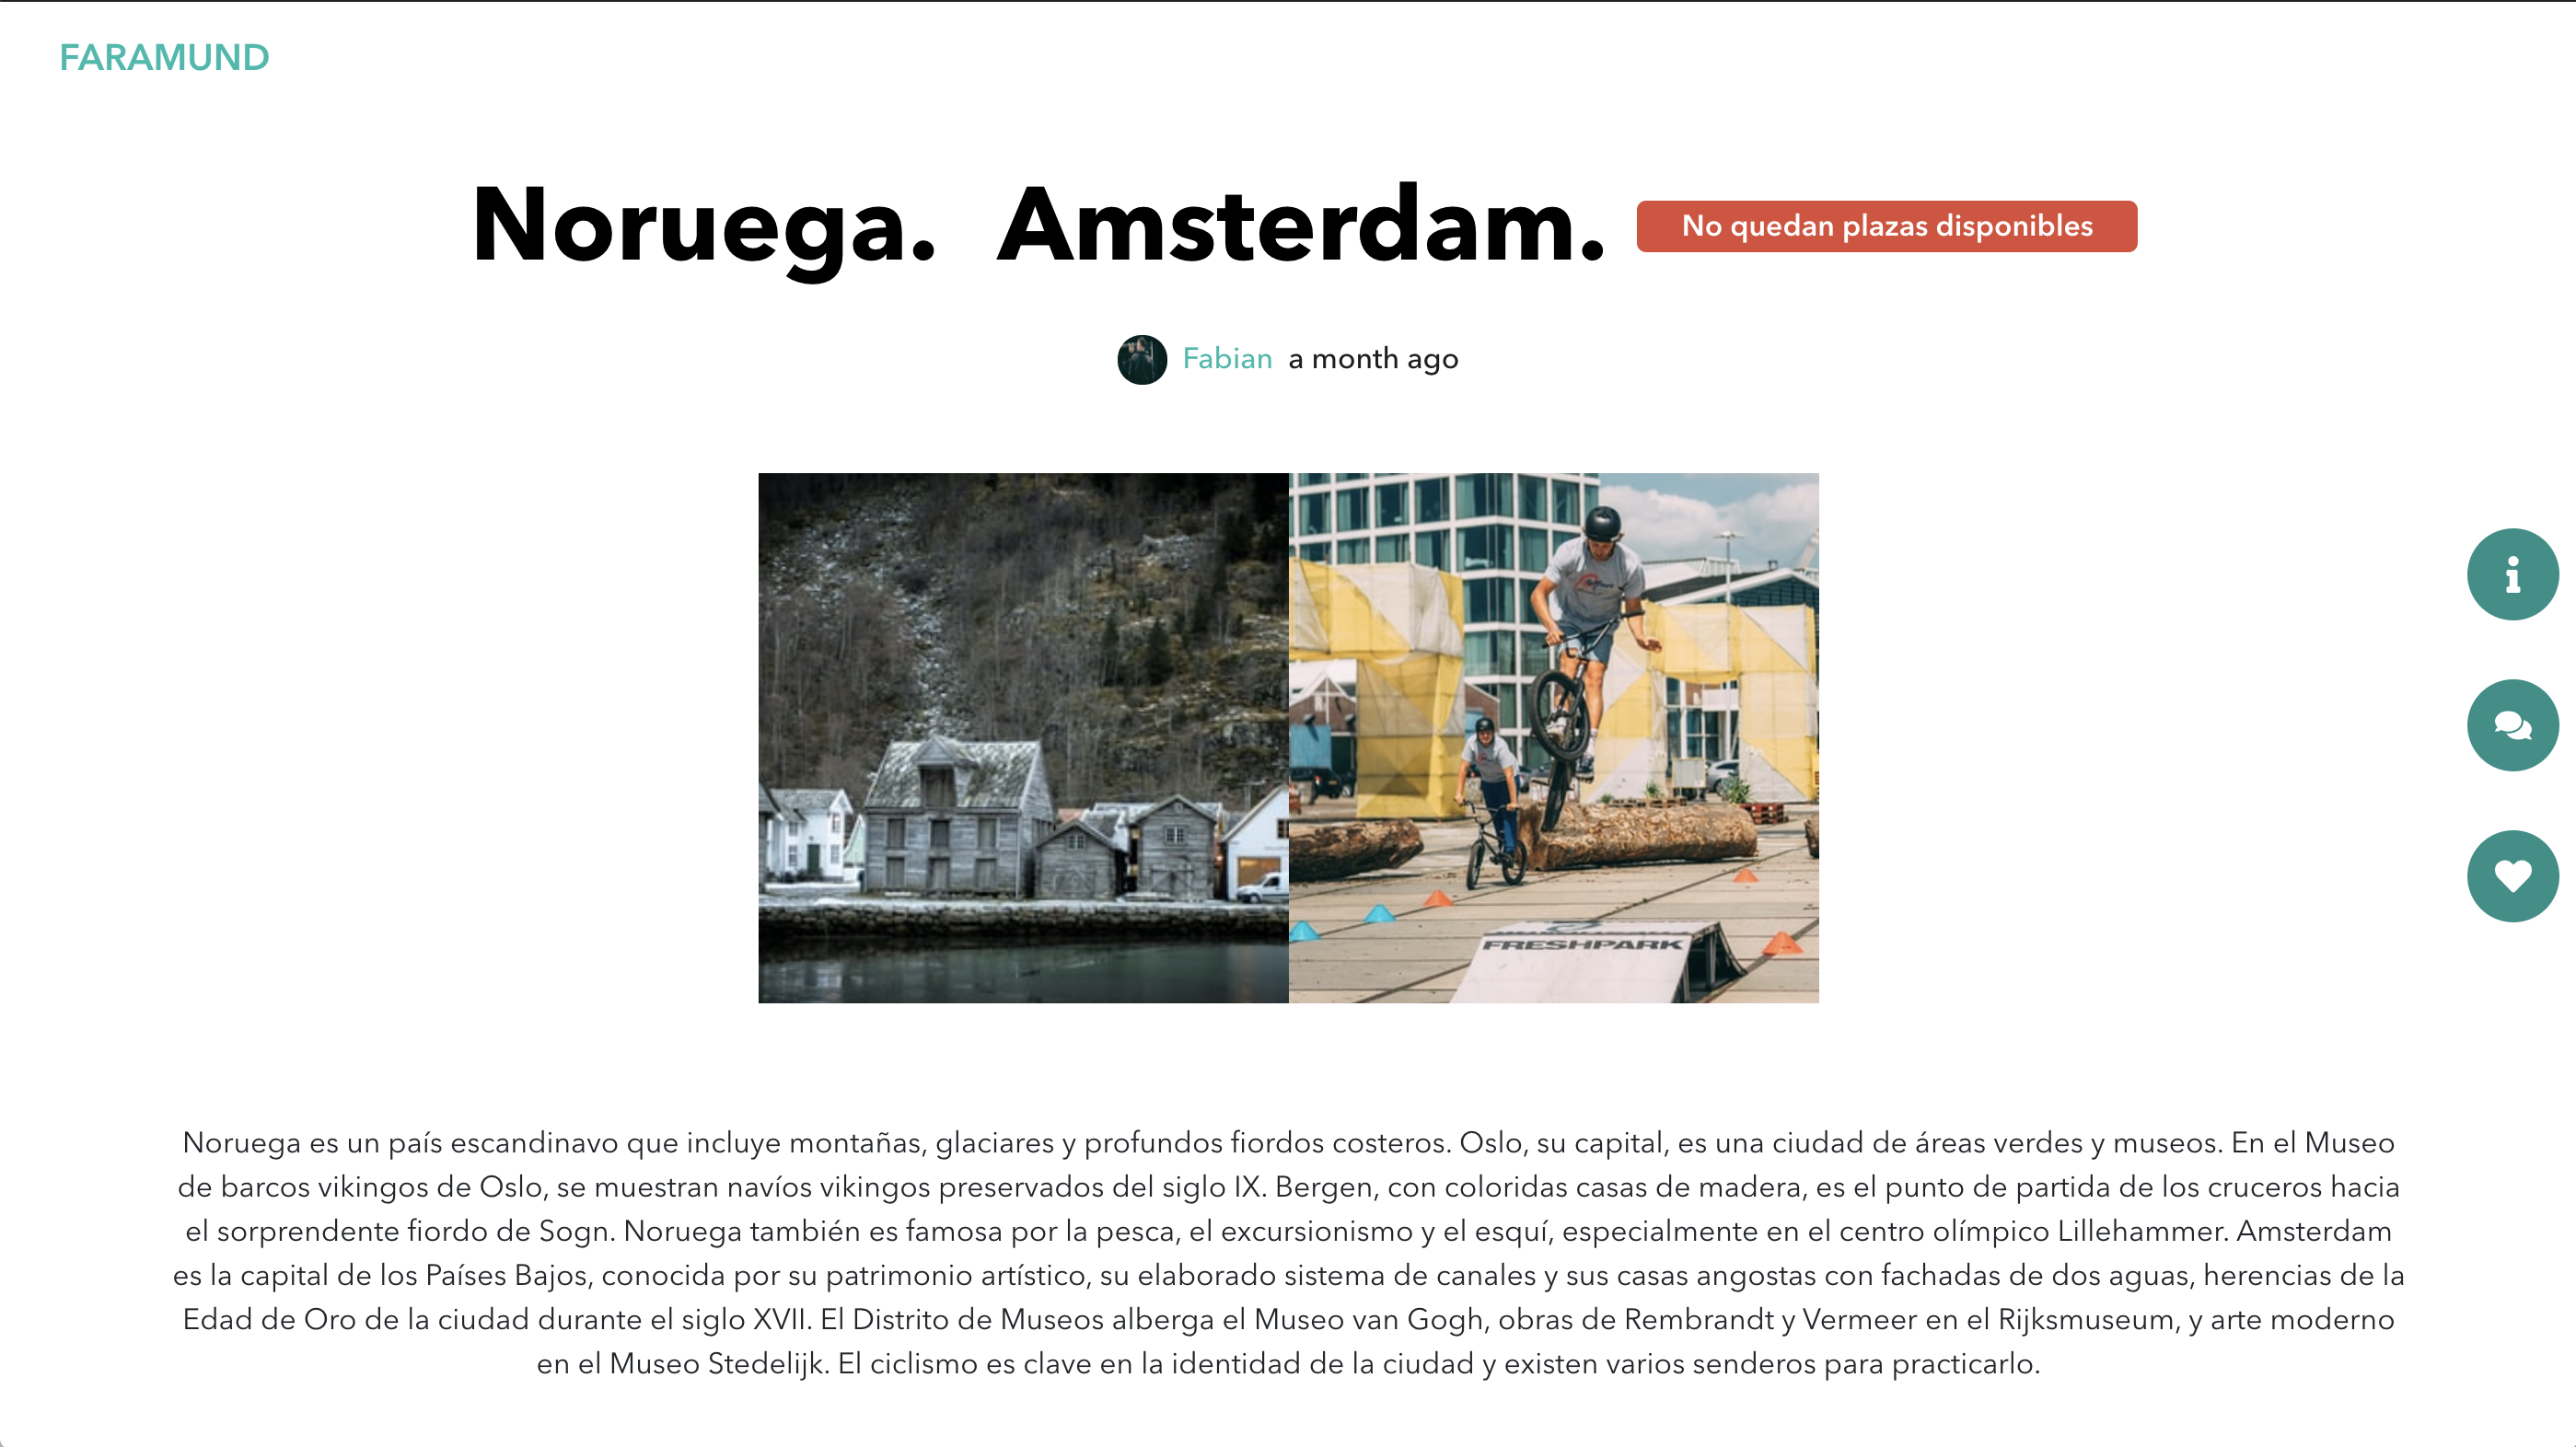 FARAMUND
Noruega. Amsterdam. No quedan plazas disponibles
Fabian a month ago
FRESHPARK
Noruega es un país escandinavo que incluye montañas, glaciares y profundos fiordos costeros. Oslo, su capital, es una ciudad de áreas verdes y museos. En el Museo
de barcos vikingos de Oslo, se muestran navíos vikingos preservados del siglo IX. Bergen, con coloridas casas de madera, es el punto de partida de los cruceros hacia
el sorprendente fiordo de Sogn. Noruega también es famosa por la pesca, el excursionismo y el esquí, especialmente en el centro olímpico Lillehammer. Amsterdam
es la capital de los Países Bajos, conocida por su patrimonio artístico, su elaborado sistema de canales y sus casas angostas con fachadas de dos aguas, herencias de la
Edad de Oro de la ciudad durante el siglo XVII. El Distrito de Museos alberga el Museo van Gogh, obras de Rembrandt y Vermeer en el Rijksmuseum, y arte moderno
en el Museo Stedelijk. El ciclismo es clave en la identidad de la ciudad y existen varios senderos para practicarlo.